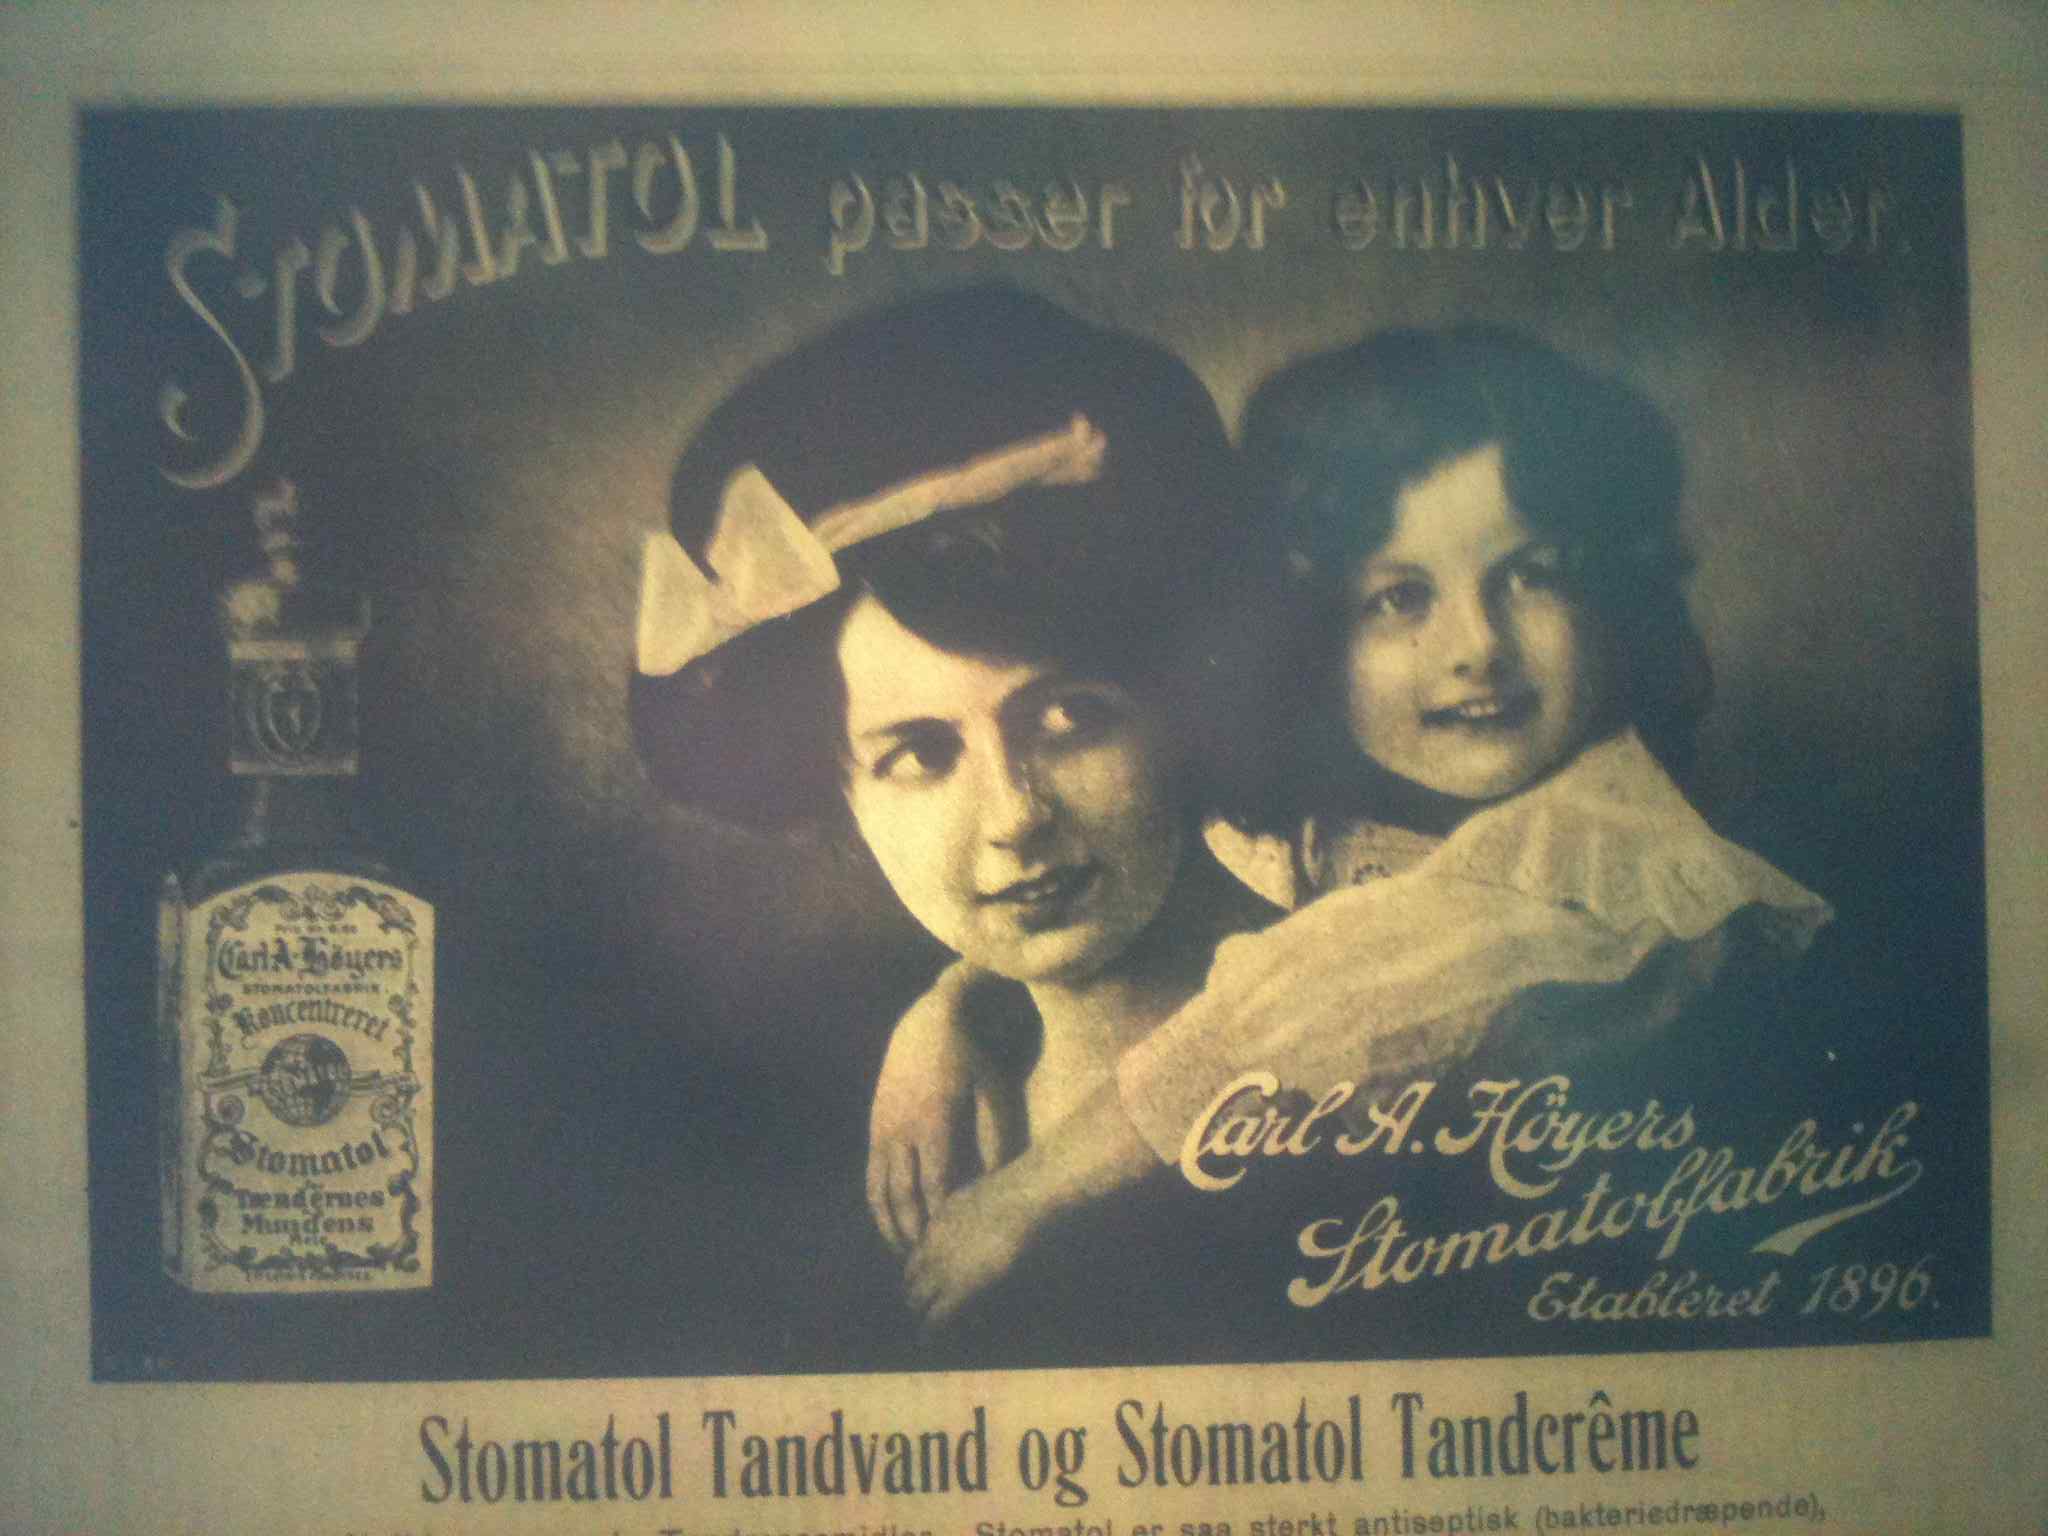 STOMATOL passer for enhver Alder.
Carl A. Höyers
STOMATOLFABRIK
Koncentreret
Stomatol
Tændernes
Mundens
Carl A. Höyers
Stomatolfabrik
Etableret 1896.
Stomatol Tandvand og Stomatol Tandcrême
Stomatol er saa sterkt antiseptisk (bakteriedræpende),